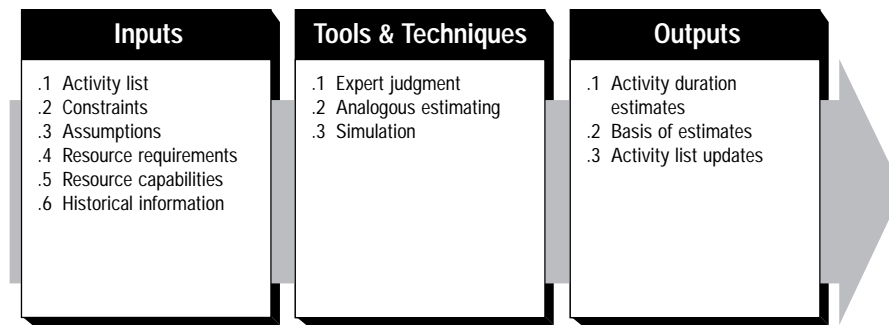 Inputs
.1 Activity list
.2 Constraints
.3 Assumptions
.4 Resource requirements
.5 Resource capabilities
.6 Historical information
Tools & Techniques
.1 Expert judgment
.2 Analogous estimating
.3 Simulation
Outputs
.1 Activity duration
estimates
.2 Basis of estimates
.3 Activity list updates